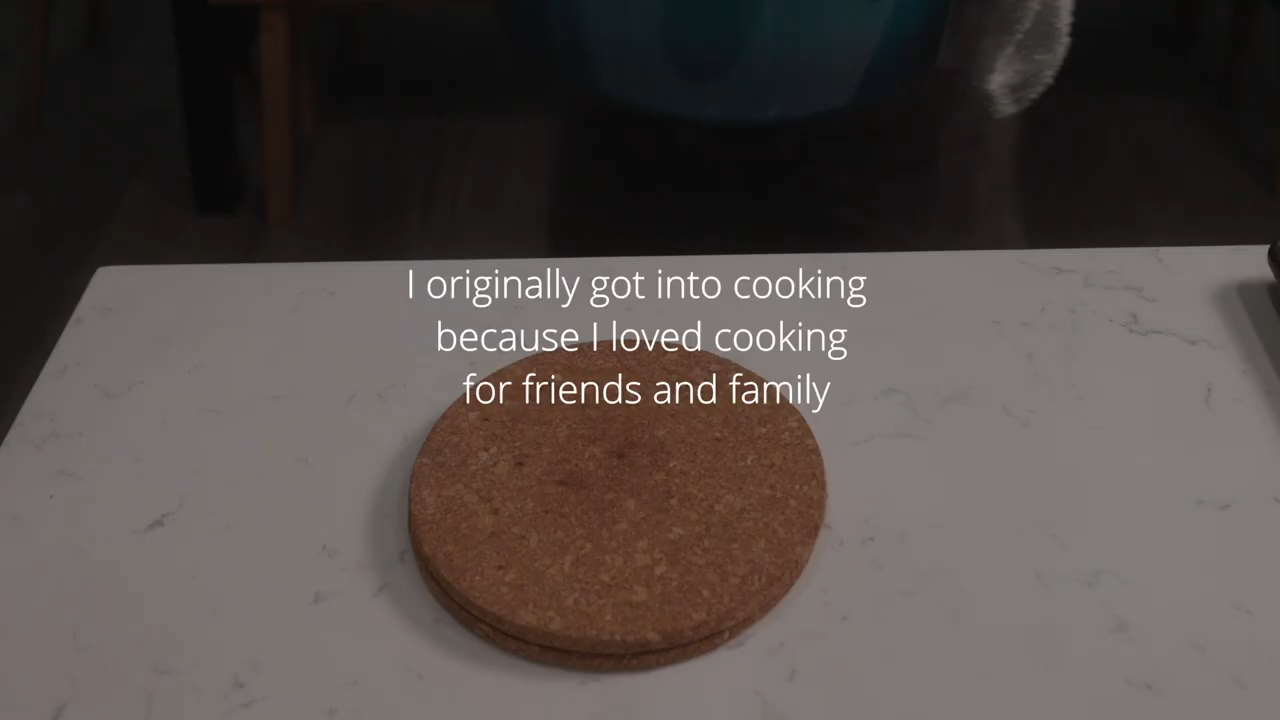 I originally got into cooking
because I loved cooking
for friends and family